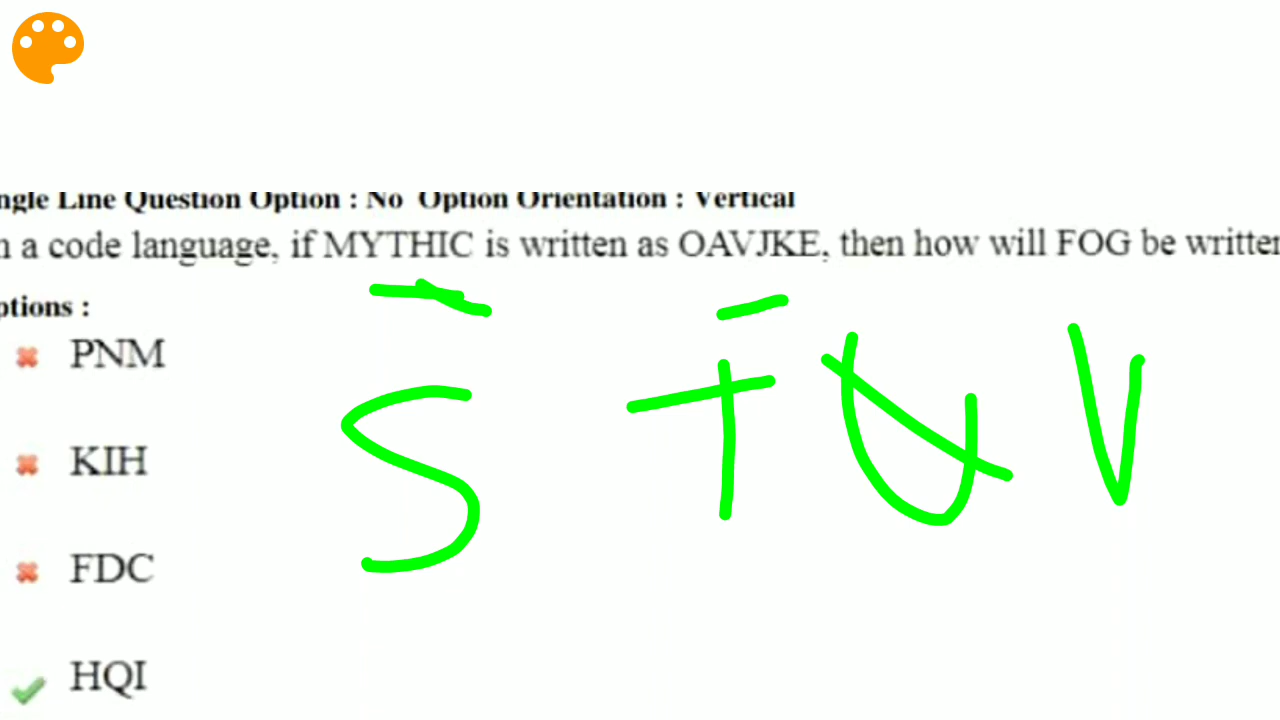 ngle Line Question Option : No Option Orientation : Vertical
n a code language, if MYTHIC is written as OAVJKE, then how will FOG be written
ptions :
PNM
KIH
S T U V
FDC
HQI